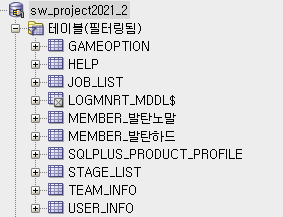 sw_project2021_2
테이블(필터링됨)
GAMEOPTION
HELP
JOB_LIST
LOGMNRT_MDDL$
MEMBER_발탄노말
MEMBER_발탄하드
SQLPLUS_PRODUCT_PROFILE
STAGE_LIST
TEAM_INFO
USER_INFO